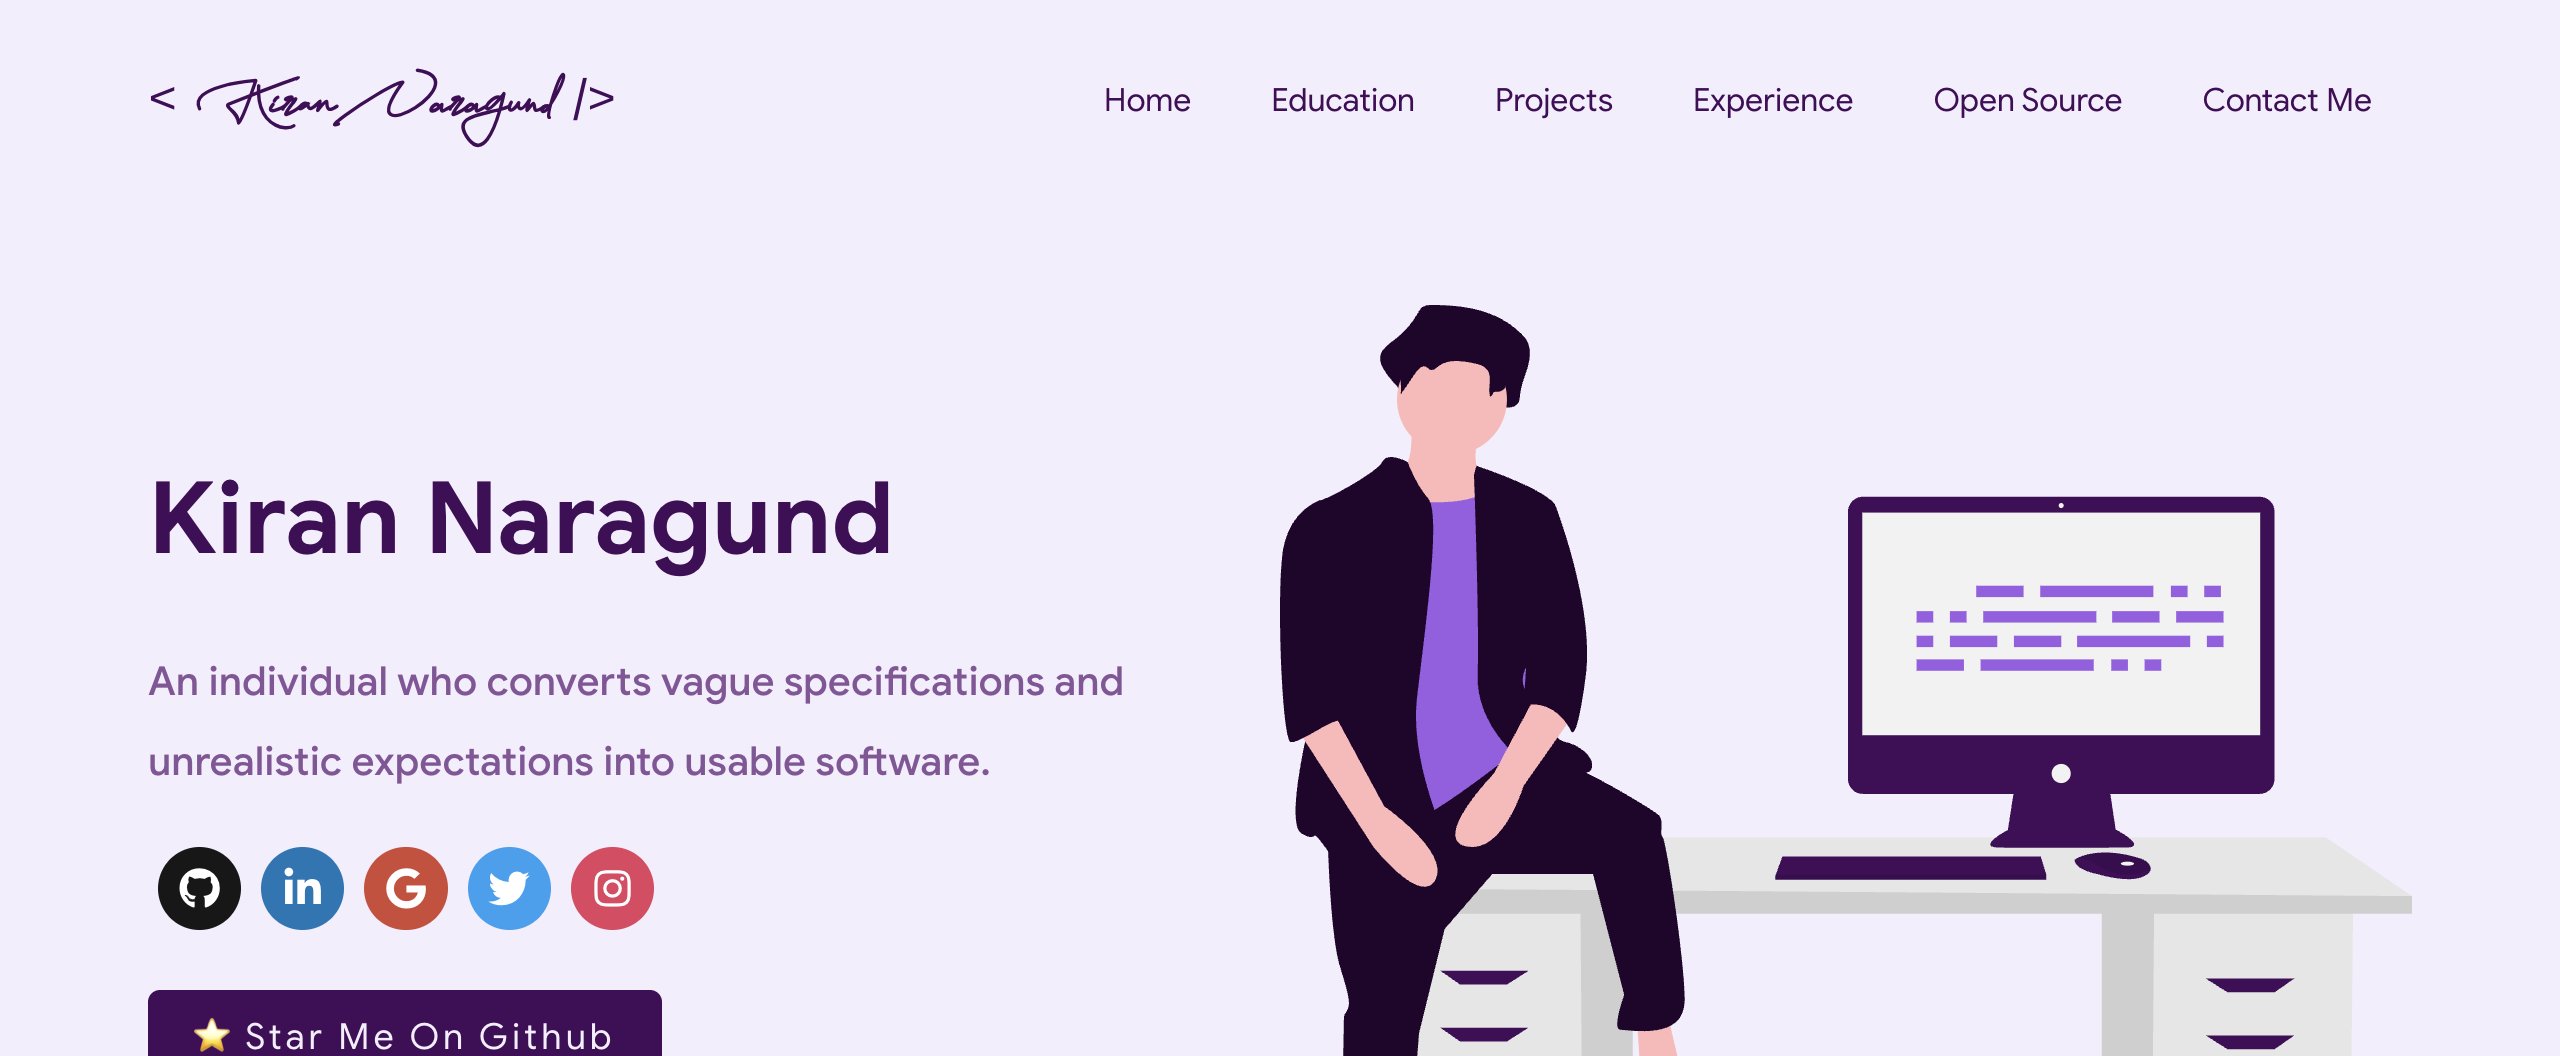 < Kiran Naragund />
Home Education Projects Experience Open Source Contact Me
Kiran Naragund
An individual who converts vague specifications and
unrealistic expectations into usable software.
in G
⭐ Star Me On Github